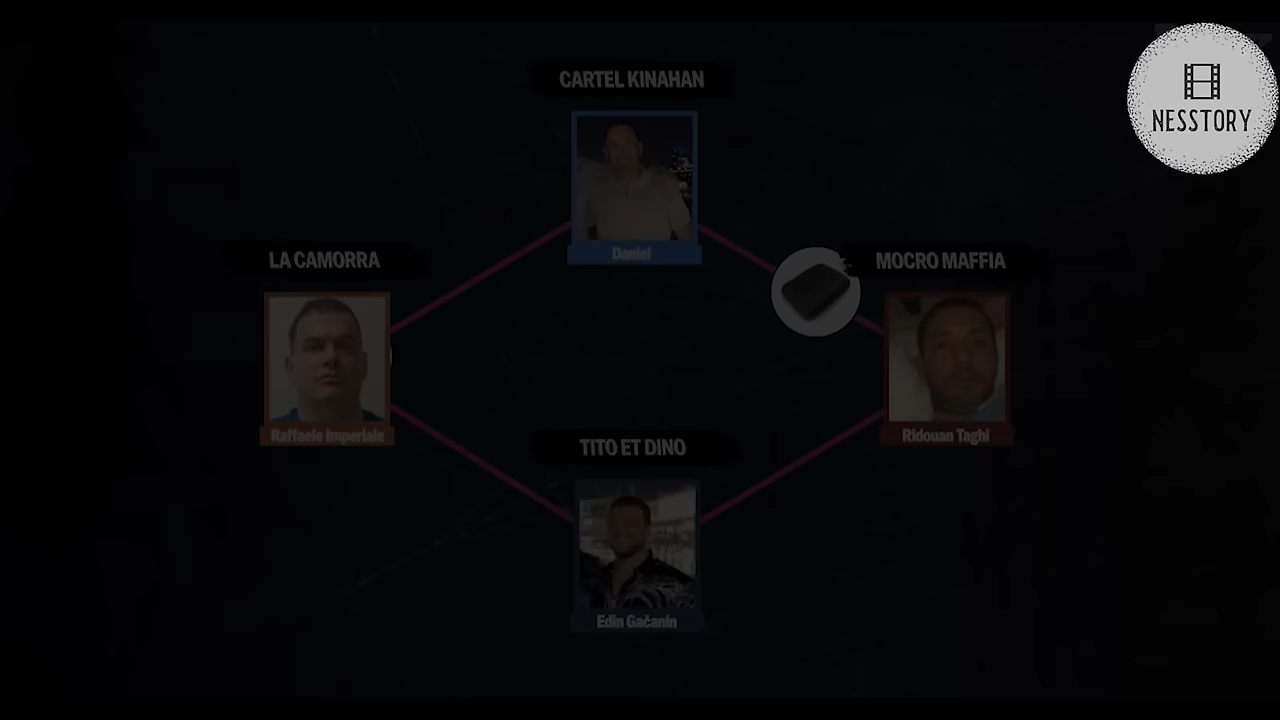 CARTEL KINAHAN
NESSTORY
Daniel
LA CAMORRA
MOCRO MAFFIA
Raffaele Imperiale
Ridouan Taghi
TITO ET DINO
Edin Gačanin